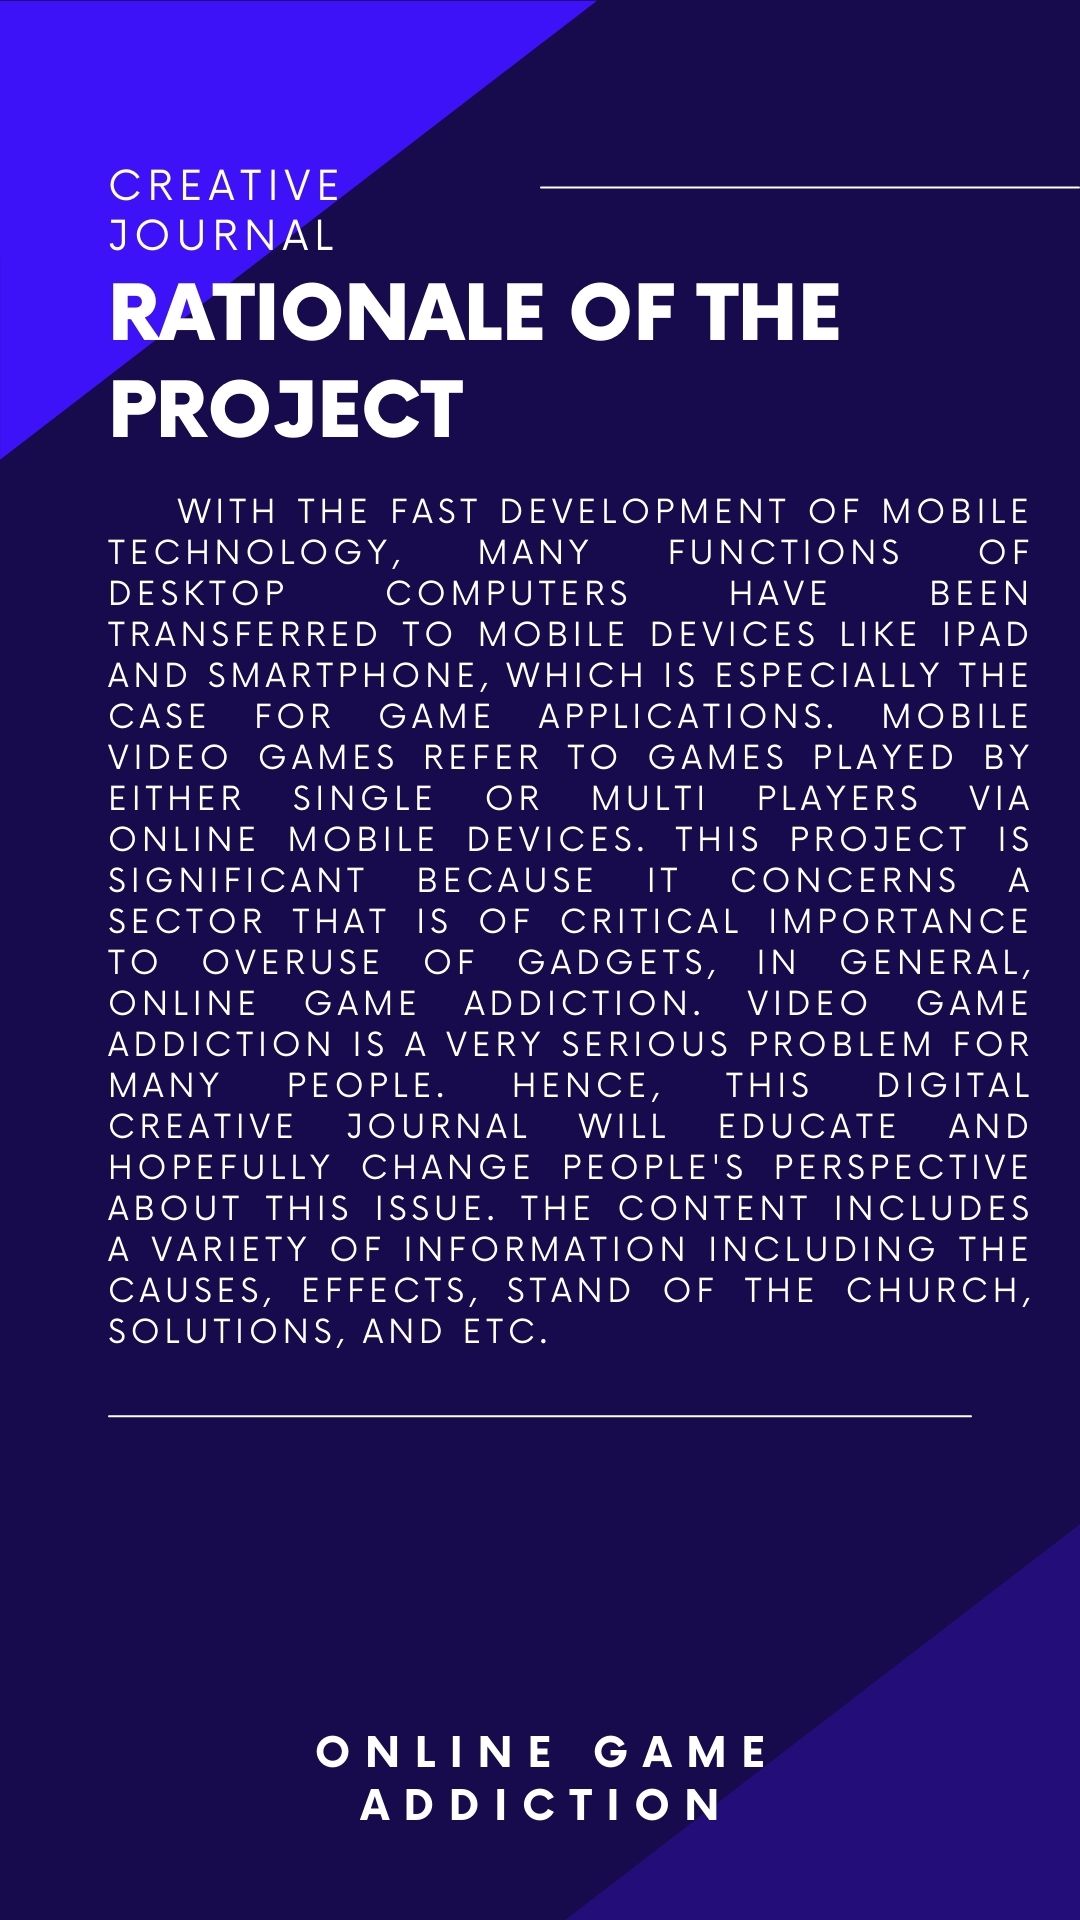 CREATIVE
JOURNAL
RATIONALE OF THE
PROJECT
WITH THE FAST DEVELOPMENT OF MOBILE
TECHNOLOGY, MANY FUNCTIONS OF
DESKTOP COMPUTERS HAVE BEEN
TRANSFERRED TO MOBILE DEVICES LIKE IPAD
AND SMARTPHONE, WHICH IS ESPECIALLY THE
CASE FOR GAME APPLICATIONS. MOBILE
VIDEO GAMES REFER TO GAMES PLAYED BY
EITHER SINGLE OR MULTI PLAYERS VIA
ONLINE MOBILE DEVICES. THIS PROJECT IS
SIGNIFICANT BECAUSE IT CONCERNS A
SECTOR THAT IS OF CRITICAL IMPORTANCE
TO OVERUSE OF GADGETS, IN GENERAL,
ONLINE GAME ADDICTION. VIDEO GAME
ADDICTION IS A VERY SERIOUS PROBLEM FOR
MANY PEOPLE. HENCE, THIS DIGITAL
CREATIVE JOURNAL WILL EDUCATE AND
HOPEFULLY CHANGE PEOPLE'S PERSPECTIVE
ABOUT THIS ISSUE. THE CONTENT INCLUDES
A VARIETY OF INFORMATION INCLUDING THE
CAUSES, EFFECTS, STAND OF THE CHURCH,
SOLUTIONS, AND ETC.
ONLINE GAME
ADDICTION